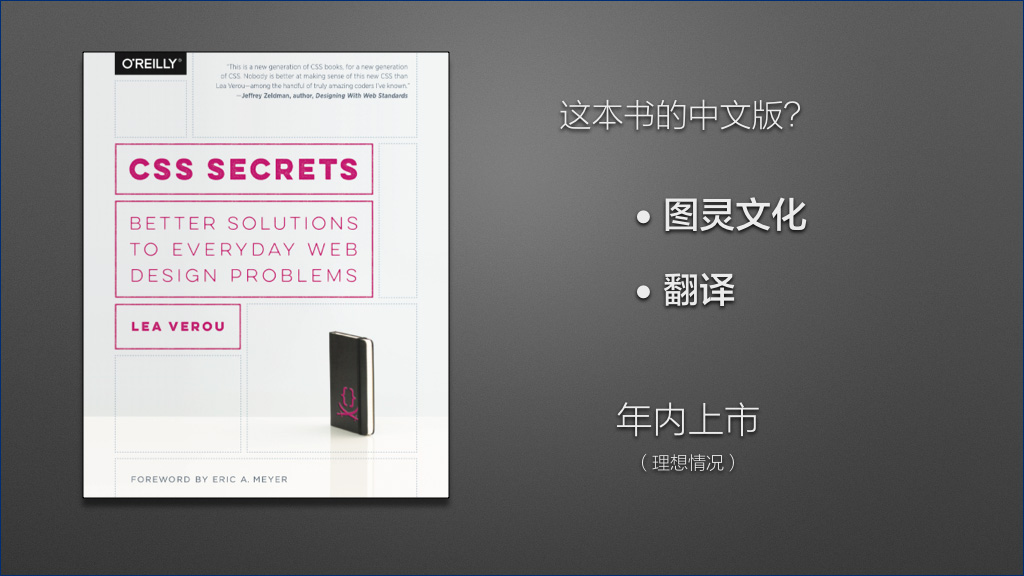 O'REILLY®
"This is a new generation of CSS books, for a new generation
of CSS. Nobody is better at making sense of this new CSS than
Lea Verou—among the handful of truly amazing coders I've known."
—Jeffrey Zeldman, author, Designing With Web Standards
CSS SECRETS
BETTER SOLUTIONS
TO EVERYDAY WEB
DESIGN PROBLEMS
LEA VEROU
FOREWORD BY ERIC A. MEYER
这本书的中文版？
• 图灵文化
• 翻译
年内上市
（理想情况）